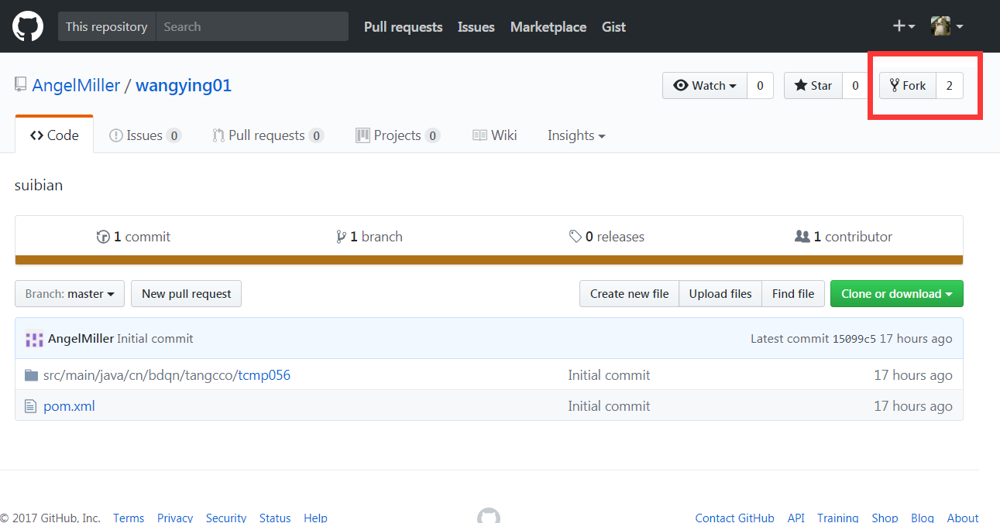 This repository Search Pull requests Issues Marketplace Gist
AngelMiller / wangying01 Watch 0 Star 0 Fork 2
Code Issues 0 Pull requests 0 Projects 0 Wiki Insights
suibian
1 commit 1 branch 0 releases 1 contributor
Branch: master New pull request Create new file Upload files Find file Clone or download
AngelMiller Initial commit Latest commit 15099c5 17 hours ago
src/main/java/cn/bdqn/tangcco/tcmp056 Initial commit 17 hours ago
pom.xml Initial commit 17 hours ago
© 2017 GitHub, Inc. Terms Privacy Security Status Help Contact GitHub API Training Shop Blog About